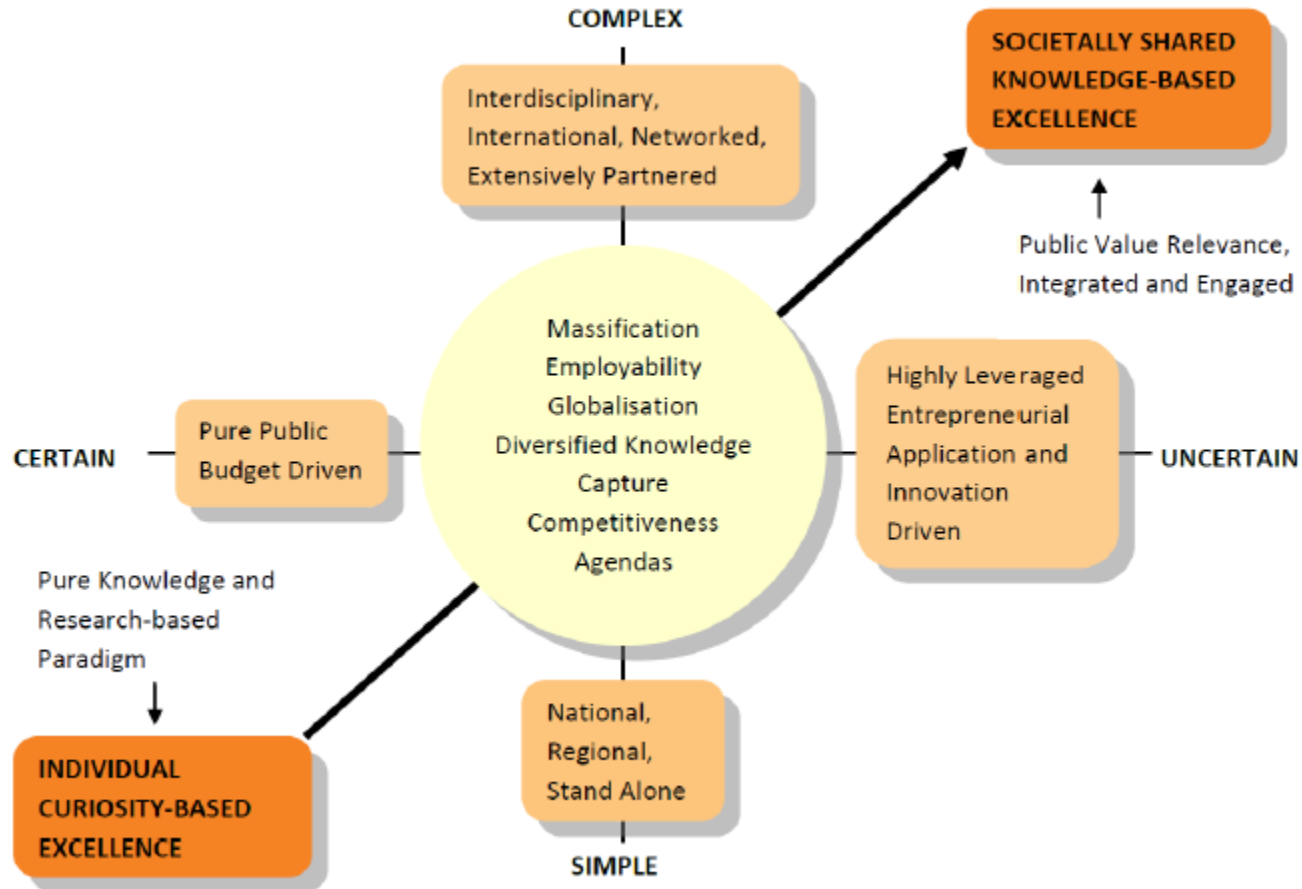 COMPLEX
SOCIETALLY SHARED
KNOWLEDGE-BASED
EXCELLENCE
Interdisciplinary,
International, Networked,
Extensively Partnered
Public Value Relevance,
Integrated and Engaged
Massification
Employability
Globalisation
Diversified Knowledge
Capture
Competitiveness
Agendas
Highly Leveraged
Entrepreneurial
Application and
Innovation
Driven
CERTAIN
Pure Public
Budget Driven
UNCERTAIN
Pure Knowledge and
Research-based
Paradigm
National,
Regional,
Stand Alone
INDIVIDUAL
CURIOSITY-BASED
EXCELLENCE
SIMPLE